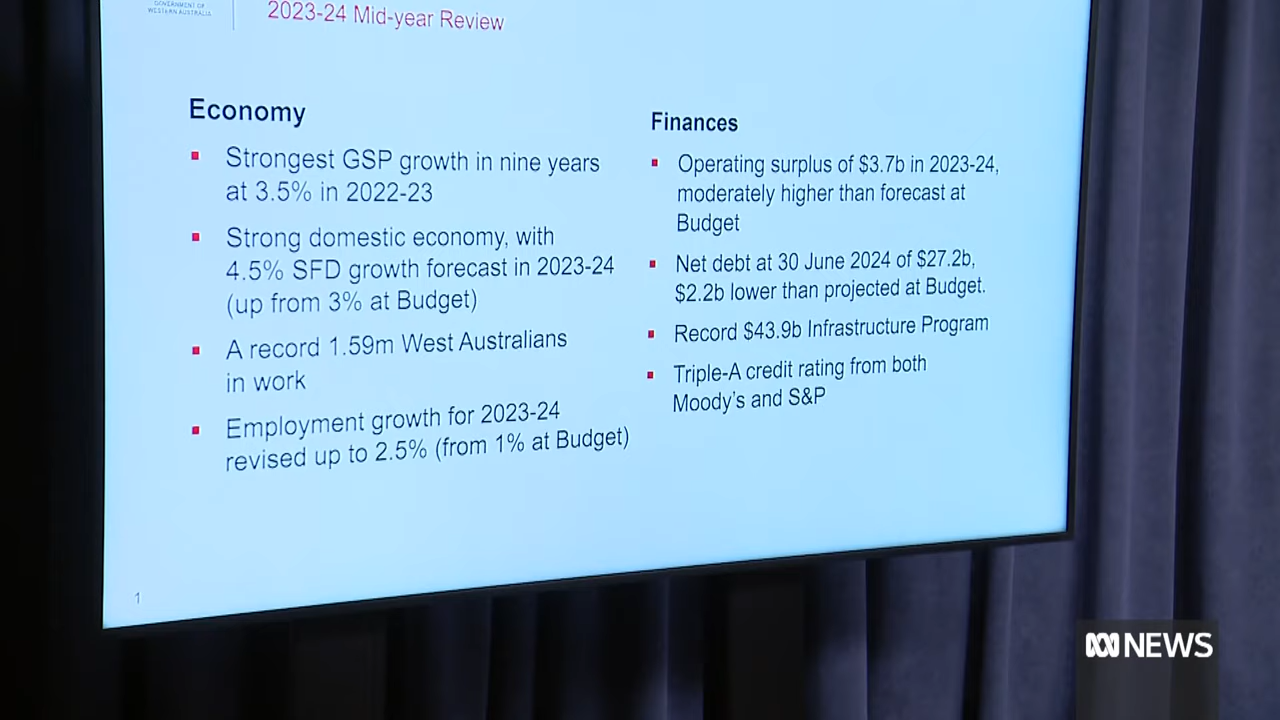 GOVERNMENT OF
WESTERN AUSTRALIA
2023-24 Mid-year Review
Economy
Strongest GSP growth in nine years
at 3.5% in 2022-23
Strong domestic economy, with
4.5% SFD growth forecast in 2023-24
(up from 3% at Budget)
A record 1.59m West Australians
in work
Employment growth for 2023-24
revised up to 2.5% (from 1% at Budget)
Finances
Operating surplus of $3.7b in 2023-24,
moderately higher than forecast at
Budget
Net debt at 30 June 2024 of $27.2b,
$2.2b lower than projected at Budget.
Record $43.9b Infrastructure Program
Triple-A credit rating from both
Moody's and S&P
1
NEWS